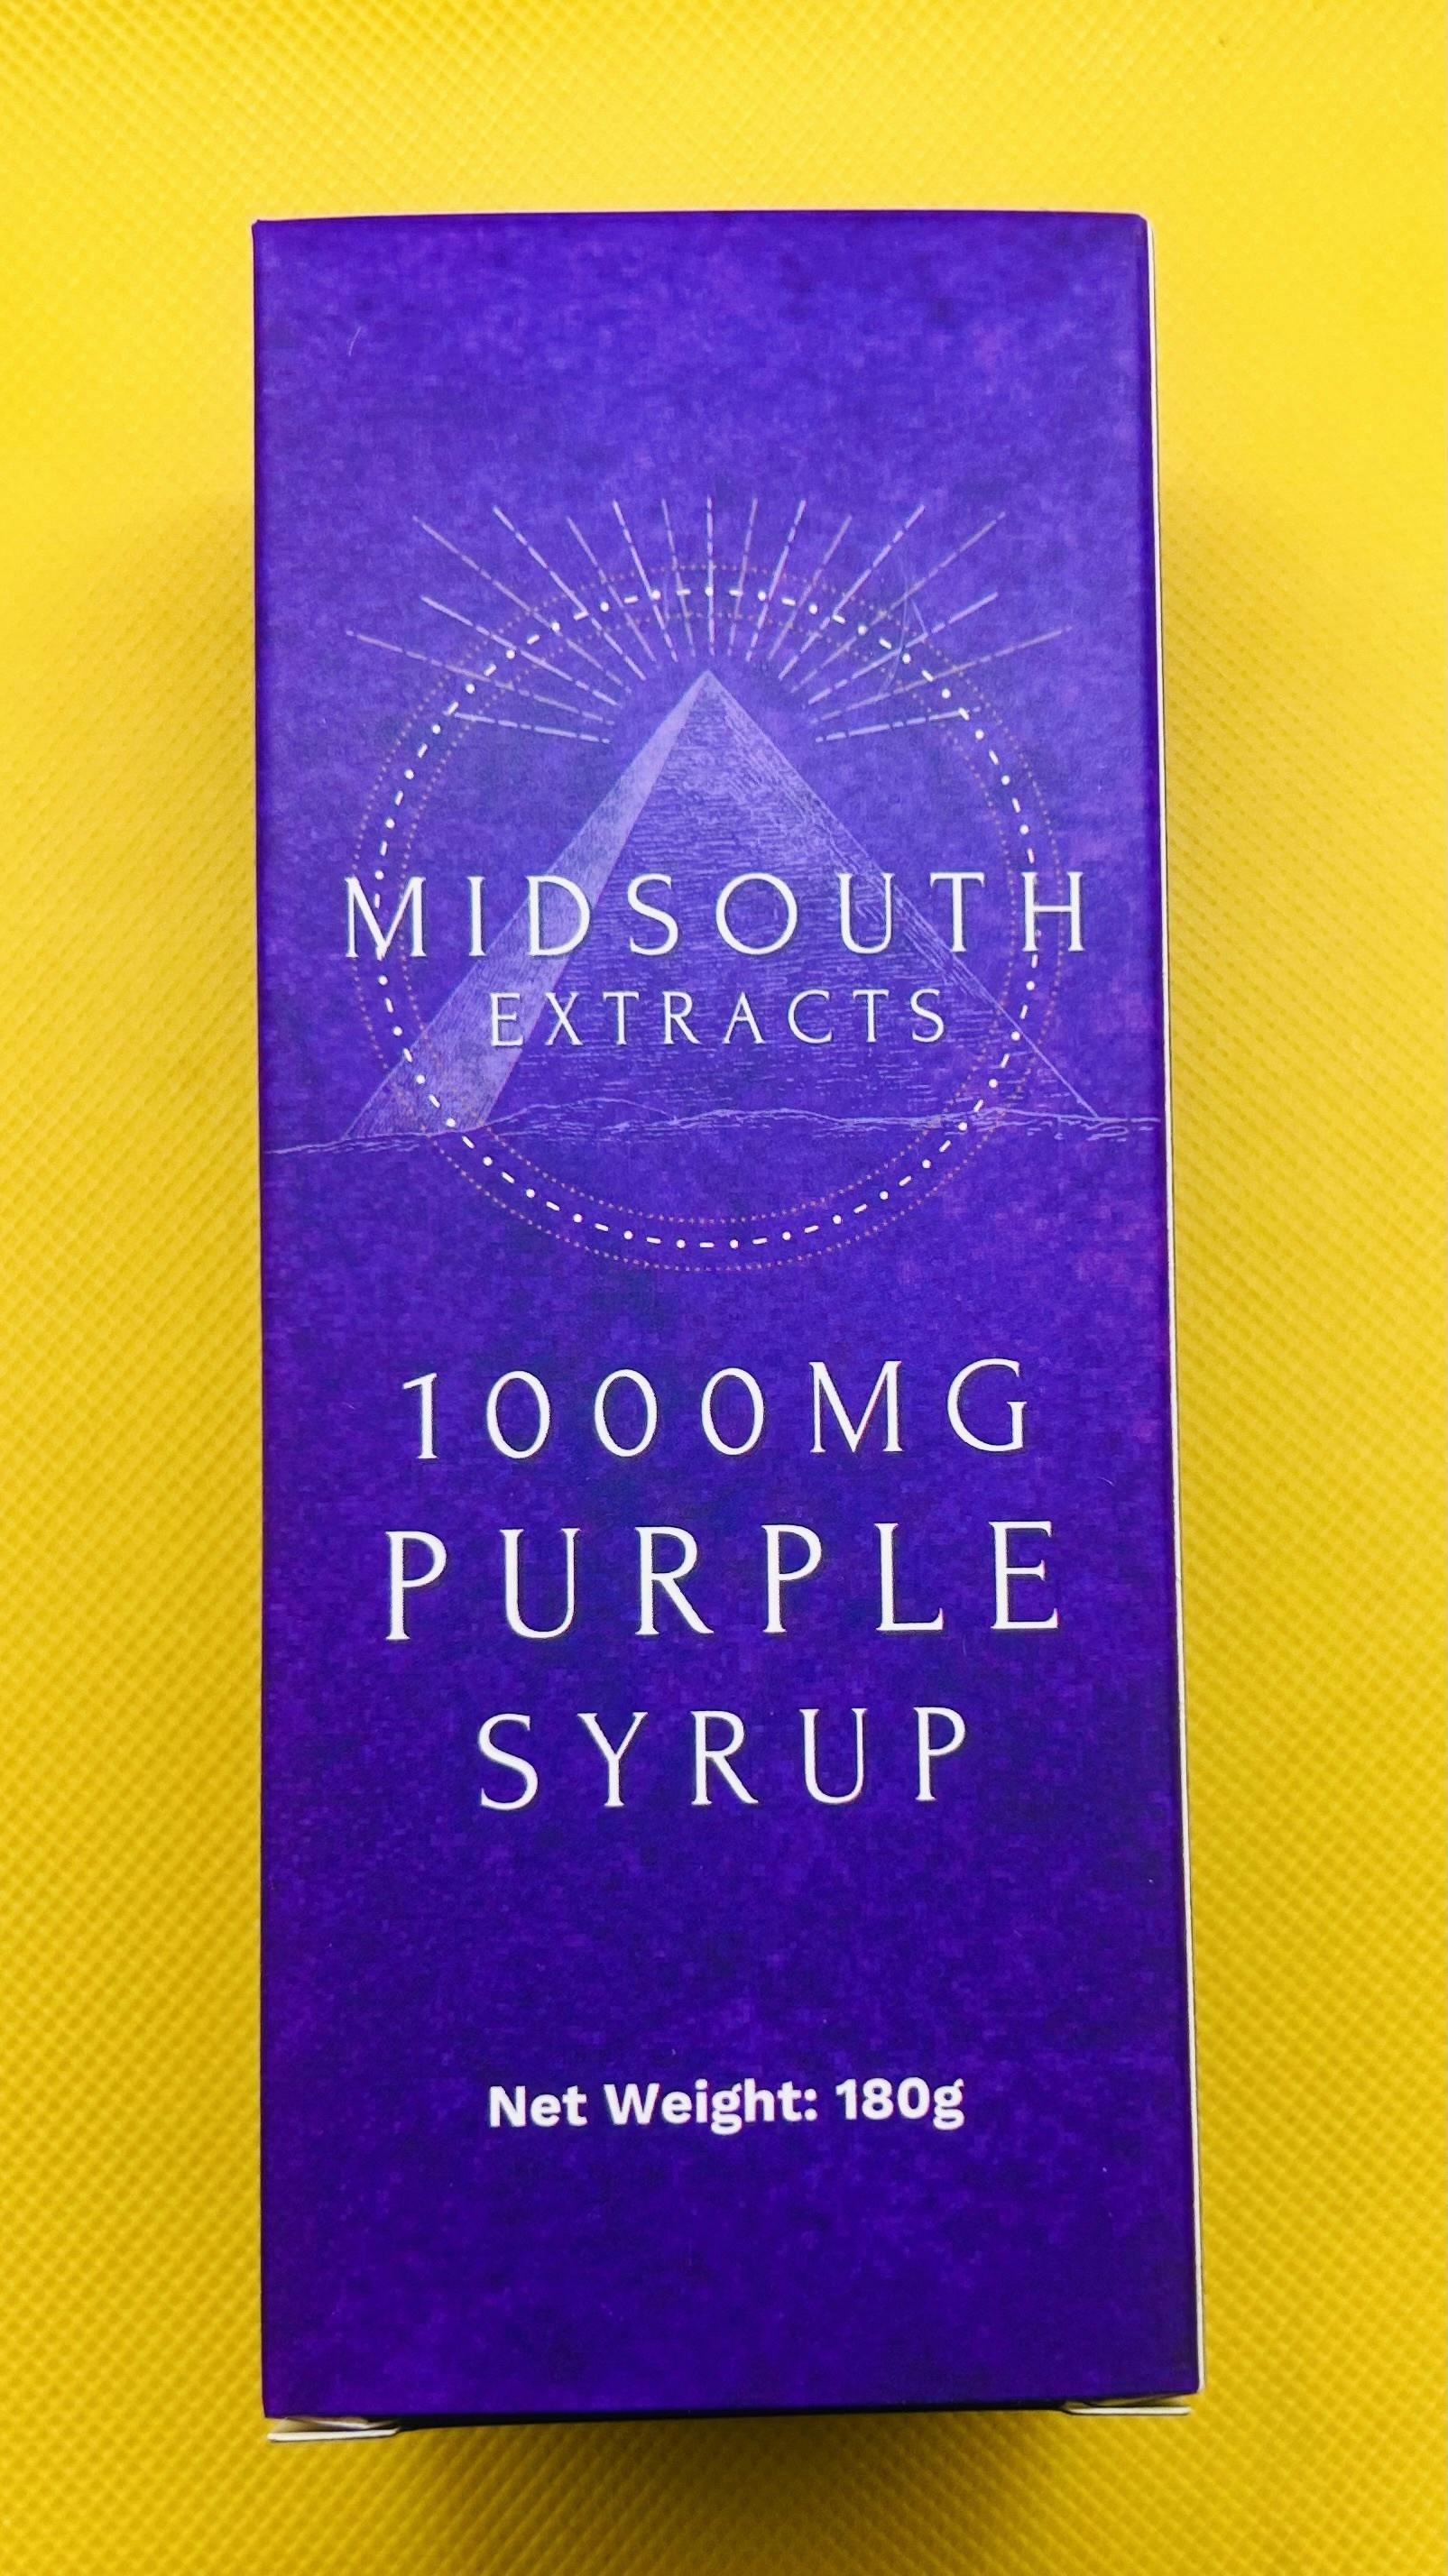 MIDSOUTH
EXTRACTS
1000MG
PURPLE
SYRUP
Net Weight: 180g